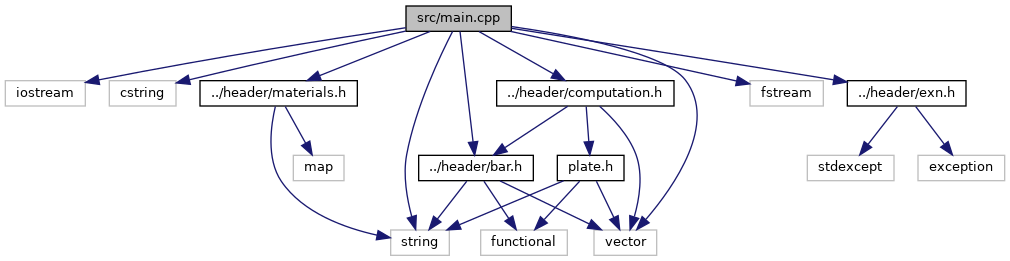 src/main.cpp
iostream
cstring
../header/materials.h
../header/computation.h
fstream
../header/exn.h
map
../header/bar.h
plate.h
stdexcept
exception
string
functional
vector